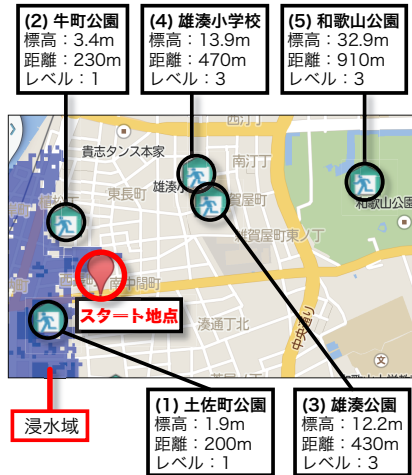 (2) 牛町公園
標高：3.4m
距離：230m
レベル：1
(4) 雄湊小学校
標高：13.9m
距離：470m
レベル：3
(5) 和歌山公園
標高：32.9m
距離：910m
レベル：3
西汀丁
貴志タンス本家
南汀丁
雄湊小
東長町
賀屋町
和歌山公園
雑賀屋町東ノ丁
南中間町
スタート地点
湊通丁北
中央通り
浸水域
(1) 土佐町公園
標高：1.9m
距離：200m
レベル：1
(3) 雄湊公園
標高：12.2m
距離：430m
レベル：3